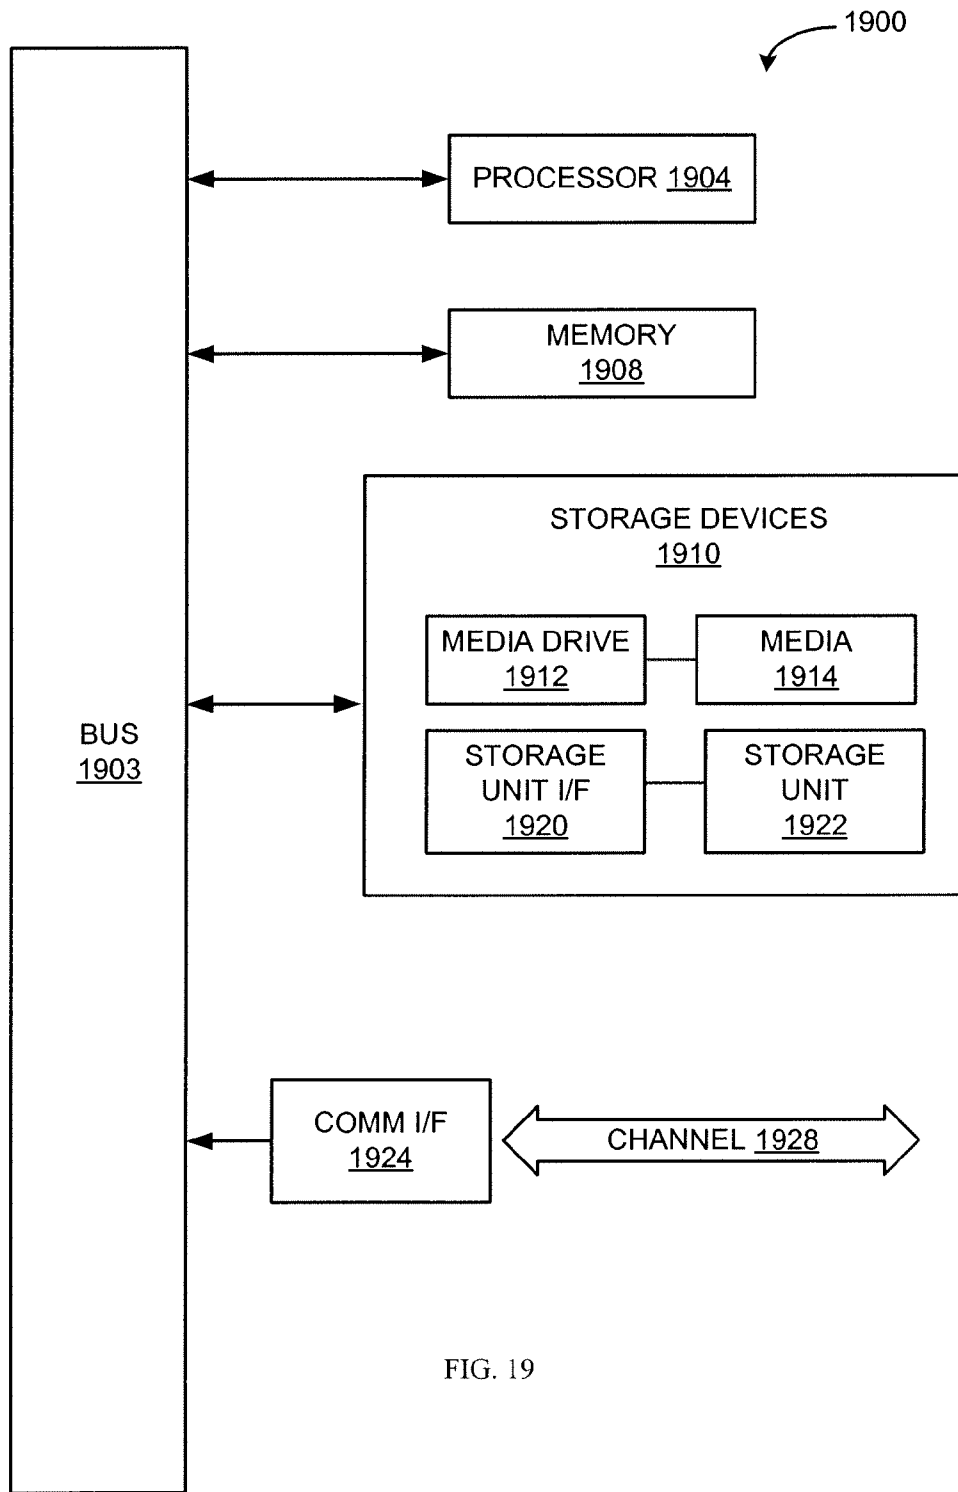 1900
PROCESSOR 1904
MEMORY
1908
STORAGE DEVICES
1910
MEDIA DRIVE
1912
MEDIA
1914
STORAGE
UNIT I/F
1920
STORAGE
UNIT
1922
BUS
1903
COMM I/F
1924
CHANNEL 1928
FIG. 19